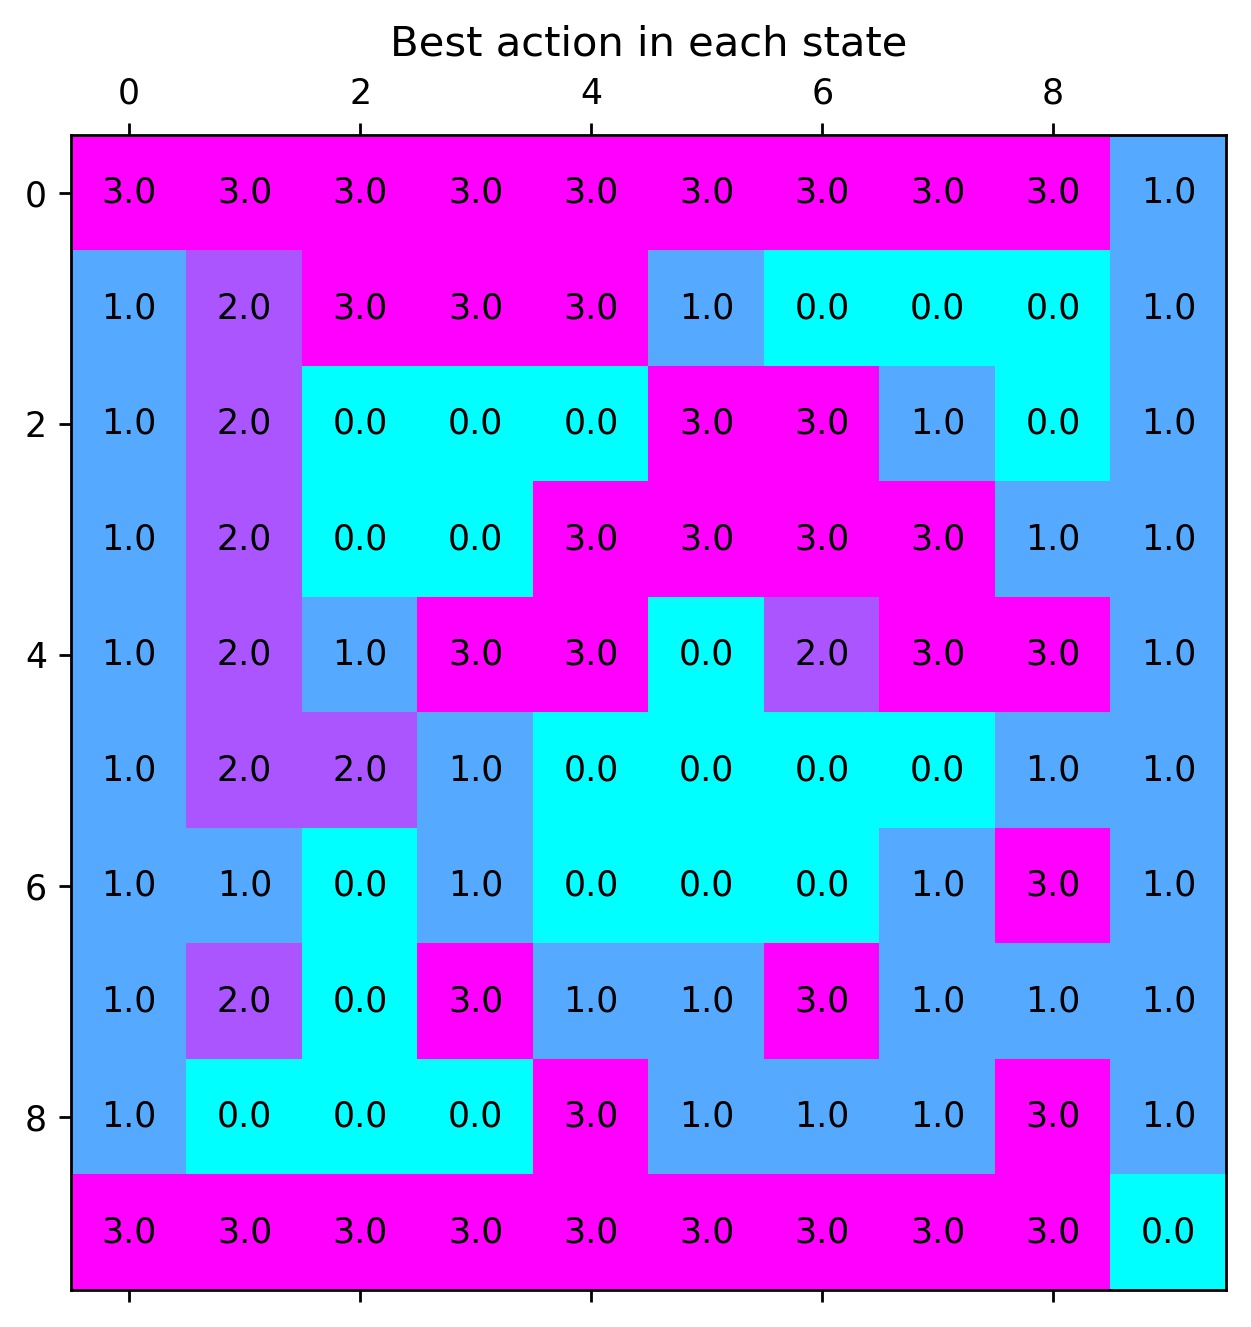 Best action in each state
0 2 4 6 8
0 3.0 3.0 3.0 3.0 3.0 3.0 3.0 3.0 3.0 1.0
1.0 2.0 3.0 3.0 3.0 1.0 0.0 0.0 0.0 1.0
2 1.0 2.0 0.0 0.0 0.0 3.0 3.0 1.0 0.0 1.0
1.0 2.0 0.0 0.0 3.0 3.0 3.0 3.0 1.0 1.0
4 1.0 2.0 1.0 3.0 3.0 0.0 2.0 3.0 3.0 1.0
1.0 2.0 2.0 1.0 0.0 0.0 0.0 0.0 1.0 1.0
6 1.0 1.0 0.0 1.0 0.0 0.0 0.0 1.0 3.0 1.0
1.0 2.0 0.0 3.0 1.0 1.0 3.0 1.0 1.0 1.0
8 1.0 0.0 0.0 0.0 3.0 1.0 1.0 1.0 3.0 1.0
3.0 3.0 3.0 3.0 3.0 3.0 3.0 3.0 3.0 0.0